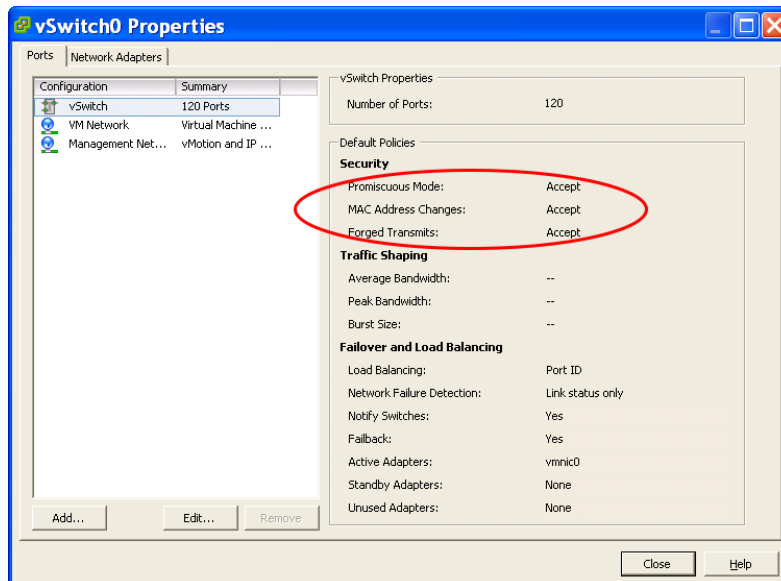 vSwitch0 Properties
Ports Network Adapters
Configuration Summary
vSwitch 120 Ports
VM Network Virtual Machine ...
Management Net... vMotion and IP ...
Add... Edit... Remove
vSwitch Properties
Number of Ports: 120
Default Policies
Security
Promiscuous Mode: Accept
MAC Address Changes: Accept
Forged Transmits: Accept
Traffic Shaping
Average Bandwidth: --
Peak Bandwidth: --
Burst Size: --
Failover and Load Balancing
Load Balancing: Port ID
Network Failure Detection: Link status only
Notify Switches: Yes
Failback: Yes
Active Adapters: vmnic0
Standby Adapters: None
Unused Adapters: None
Close Help